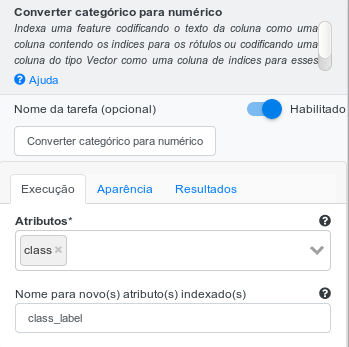 Converter categórico para numérico
Indexa uma feature codificando o texto da coluna como uma
coluna contendo os indices para os rótulos ou codificando uma
coluna do tipo Vector como uma coluna de indices para esses
Ajuda
Nome da tarefa (opcional)
Habilitado
Converter categórico para numérico
Execução Aparência Resultados
Atributos*
class ×
Nome para novo(s) atributo(s) indexado(s)
class_label